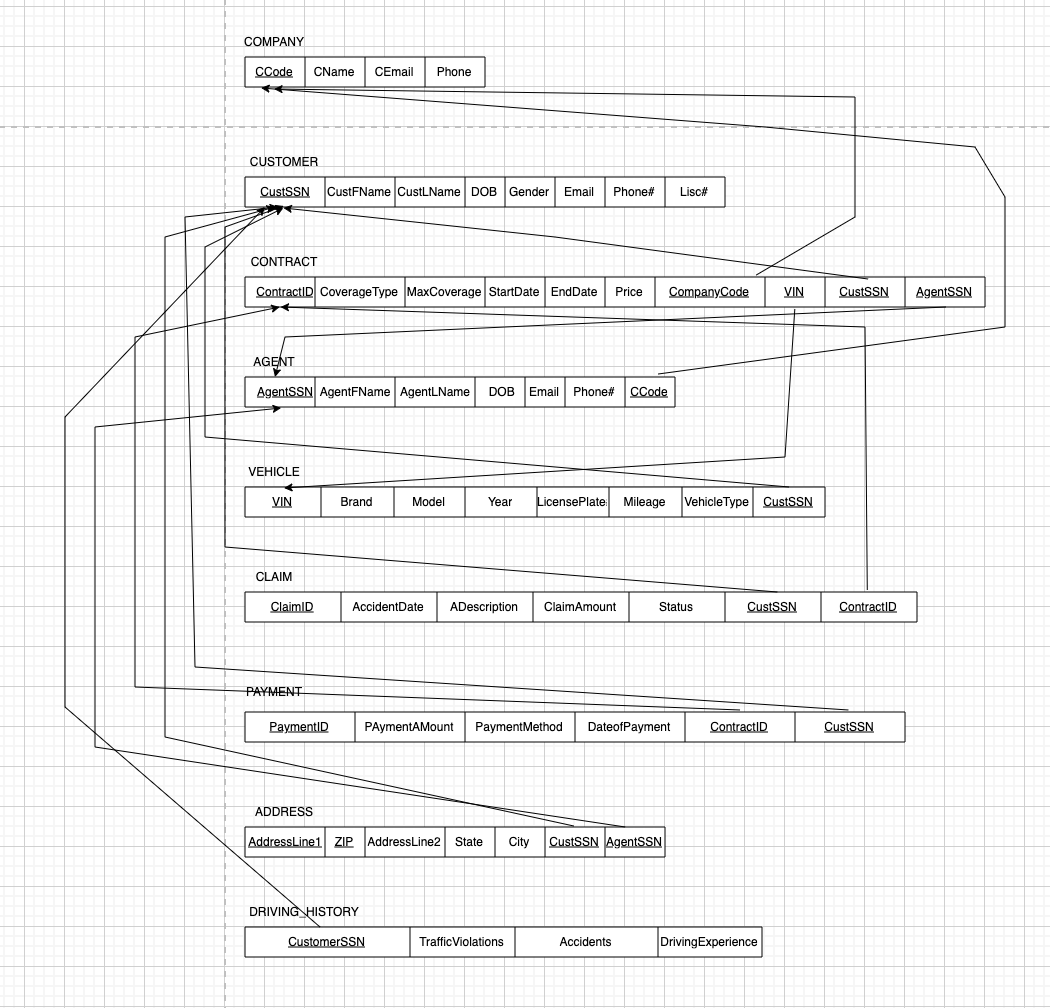 COMPANY
CCode CName CEmail Phone
CUSTOMER
CustSSN CustFName CustLName DOB Gender Email Phone# Lisc#
CONTRACT
ContractID CoverageType MaxCoverage StartDate EndDate Price CompanyCode VIN CustSSN AgentSSN
AGENT
AgentSSN AgentFName AgentLName DOB Email Phone# CCode
VEHICLE
VIN Brand Model Year LicensePlate Mileage VehicleType CustSSN
CLAIM
ClaimID AccidentDate ADescription ClaimAmount Status CustSSN ContractID
PAYMENT
PaymentID PAymentAMount PaymentMethod DateofPayment ContractID CustSSN
ADDRESS
AddressLine1 ZIP AddressLine2 State City CustSSN AgentSSN
DRIVING_HISTORY
CustomerSSN TrafficViolations Accidents DrivingExperience